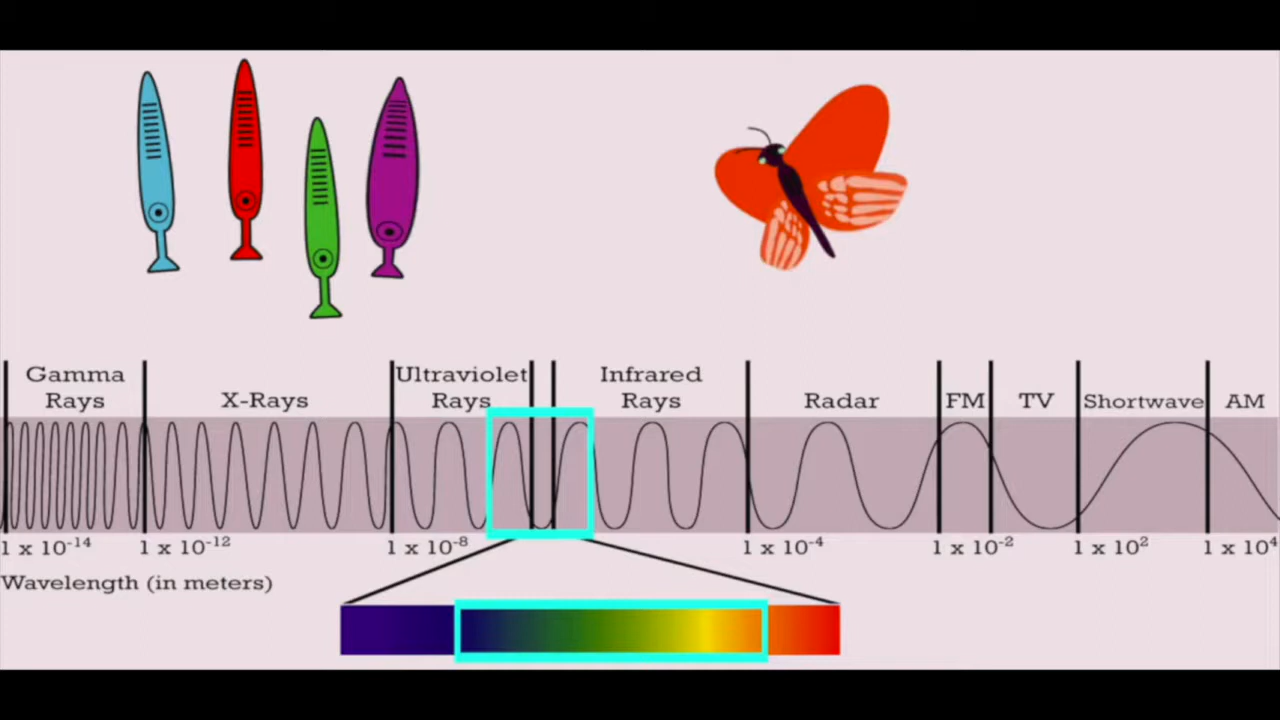 Gamma Rays
X-Rays
Ultraviolet Rays
Infrared Rays
Radar
FM
TV
Shortwave
AM
1 x 10-14
1 x 10-12
1 x 10-8
1 x 10-4
1 x 10-2
1 x 102
1 x 104
Wavelength (in meters)